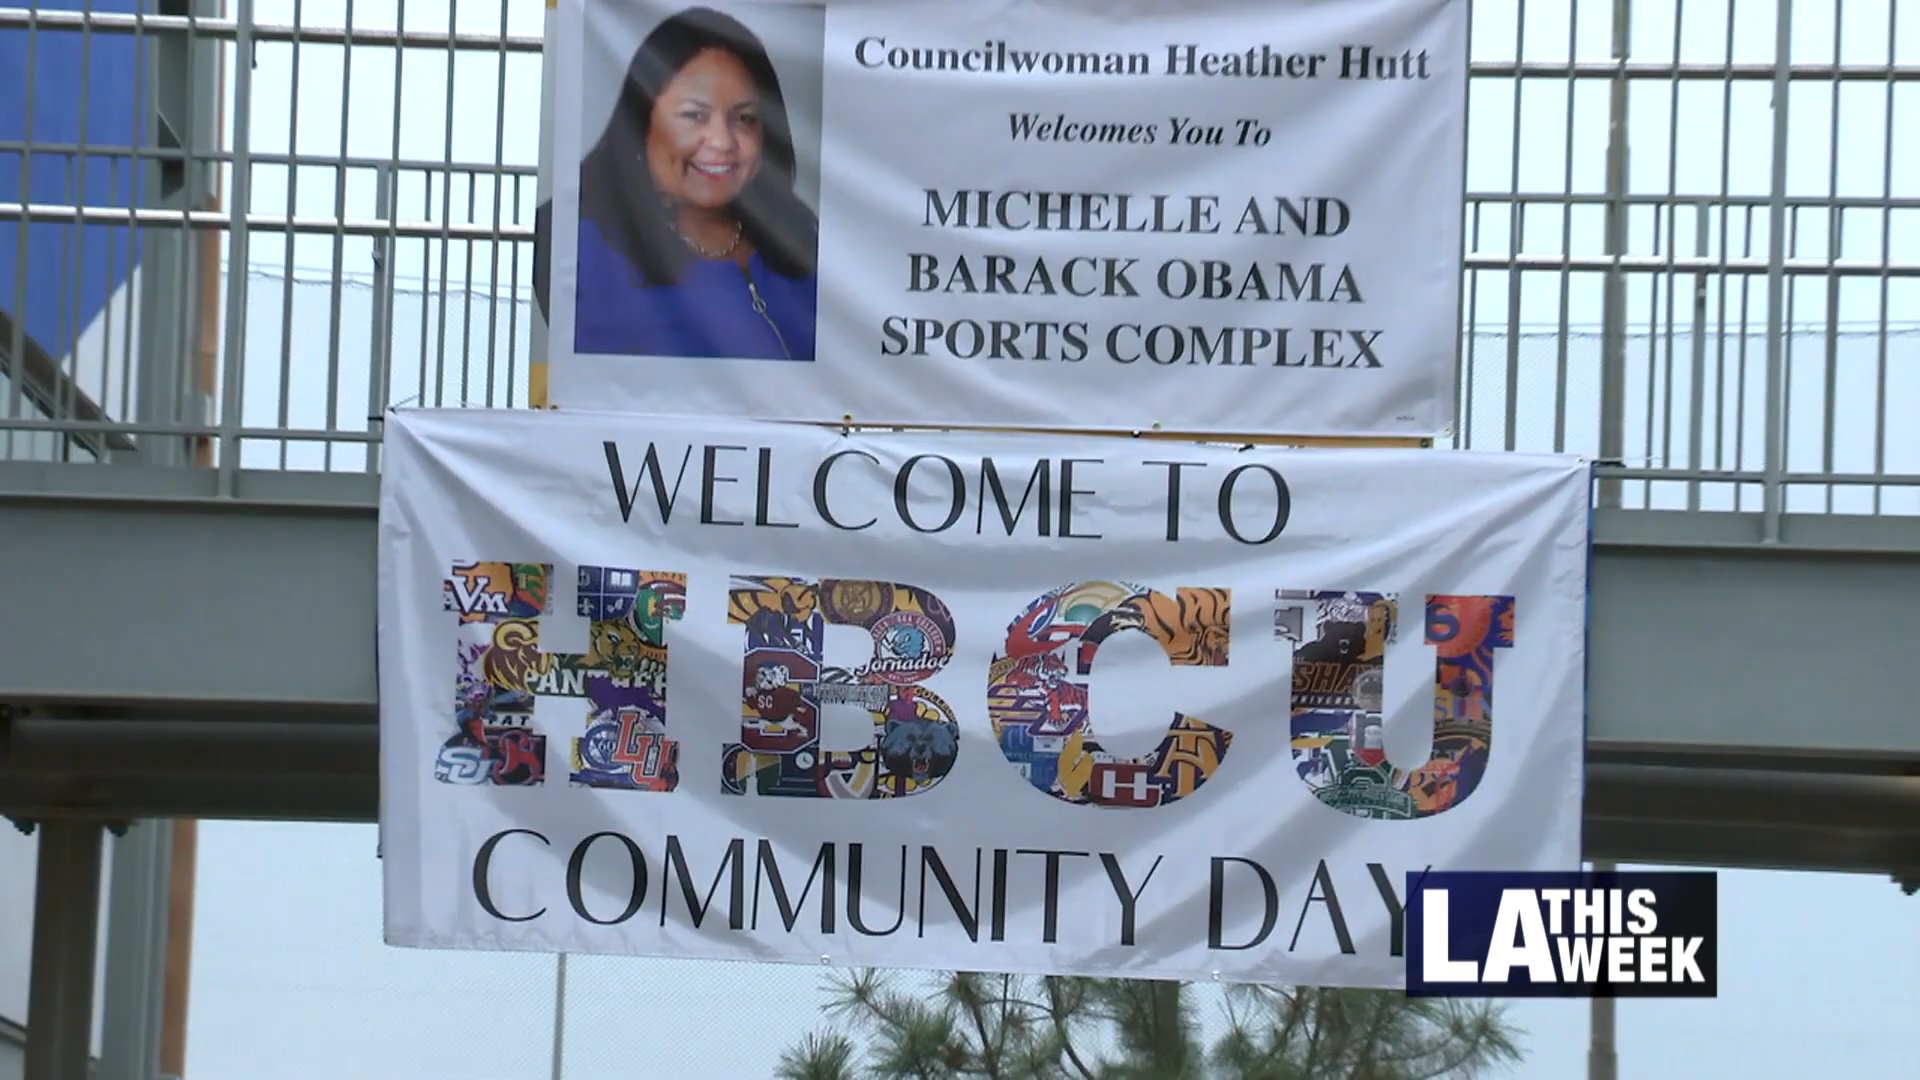 Councilwoman Heather Hutt
Welcomes You To
MICHELLE AND
BARACK OBAMA
SPORTS COMPLEX
WELCOME TO
HBCU
COMMUNITY DAY
LA THIS WEEK